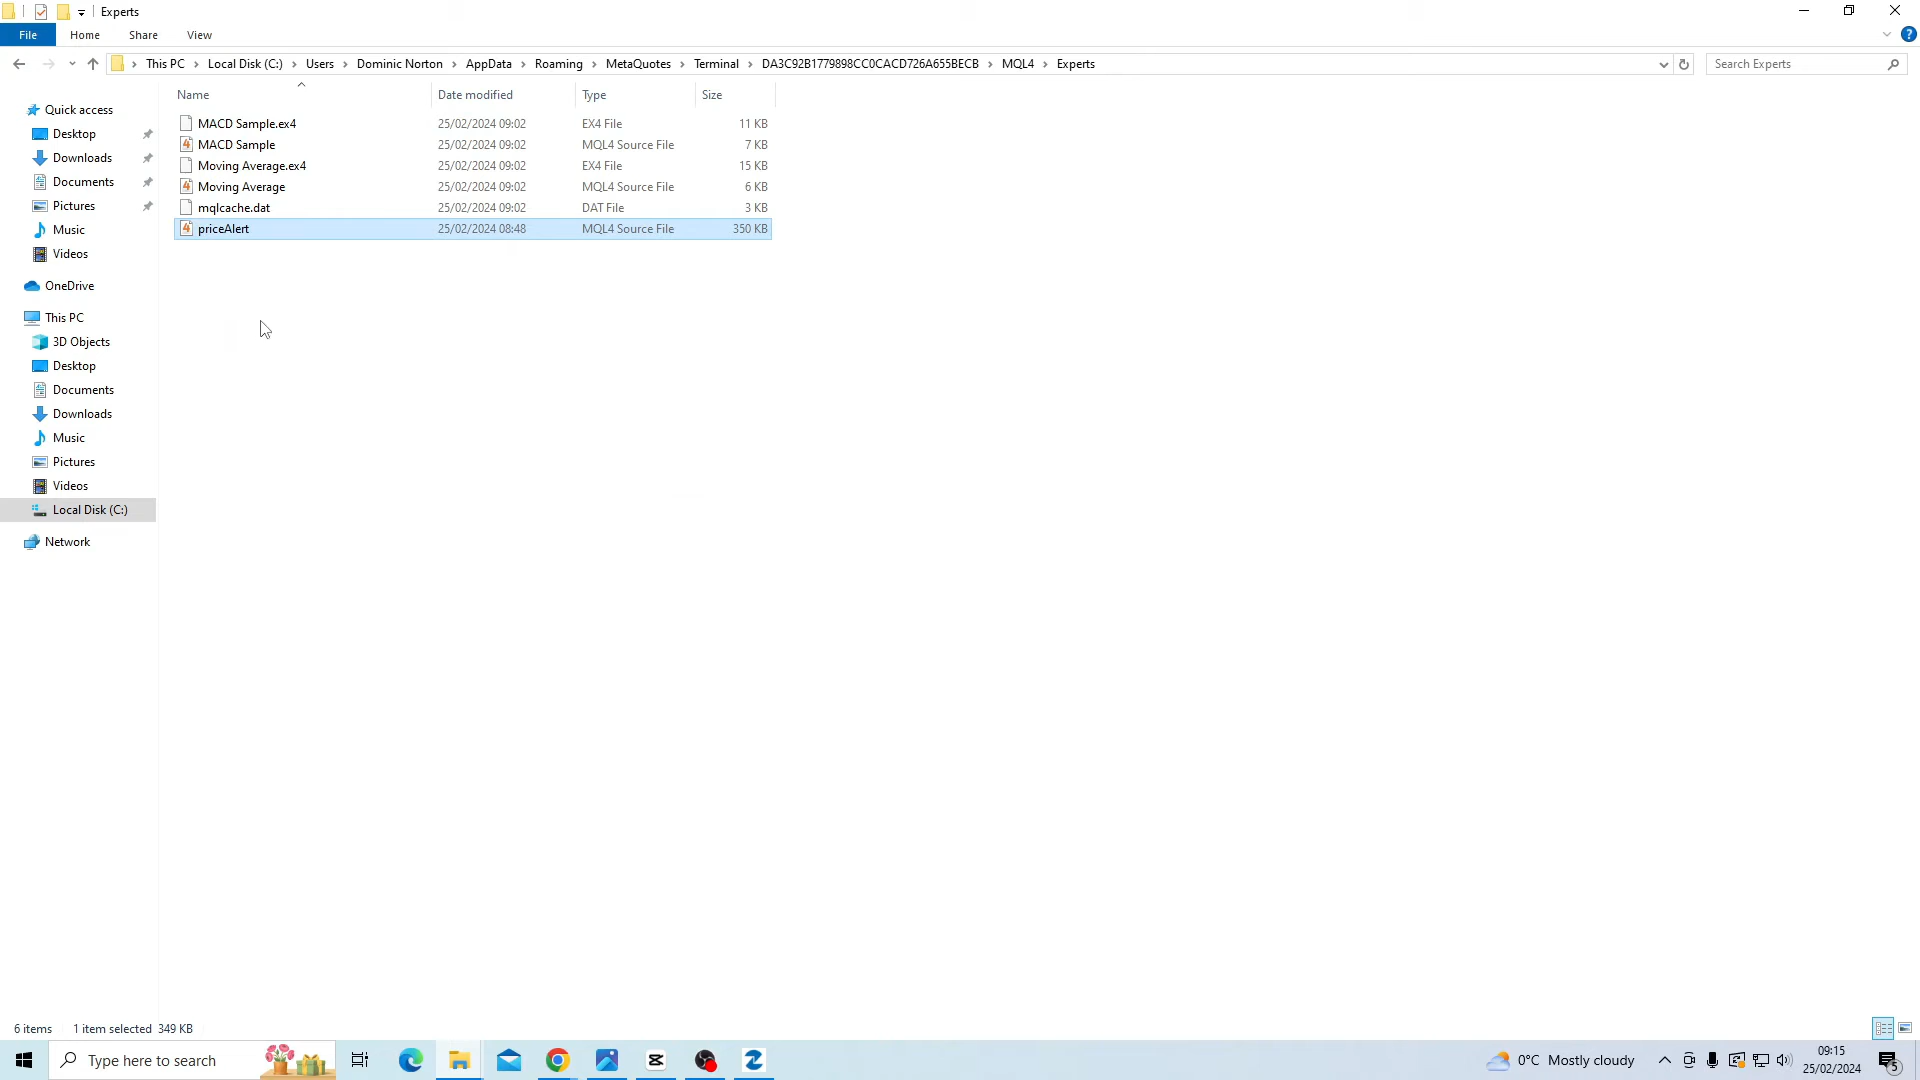 Experts
File Home Share View
This PC Local Disk (C:) Users Dominic Norton AppData Roaming MetaQuotes Terminal DA3C92B1779898CC0CACD726A655BECB MQL4 Experts
Search Experts
Name Date modified Type Size
MACD Sample.ex4 25/02/2024 09:02 EX4 File 11 KB
MACD Sample 25/02/2024 09:02 MQL4 Source File 7 KB
Moving Average.ex4 25/02/2024 09:02 EX4 File 15 KB
Moving Average 25/02/2024 09:02 MQL4 Source File 6 KB
mqlcache.dat 25/02/2024 09:02 DAT File 3 KB
priceAlert 25/02/2024 08:48 MQL4 Source File 350 KB
Quick access
Desktop
Downloads
Documents
Pictures
Music
Videos
OneDrive
This PC
3D Objects
Desktop
Documents
Downloads
Music
Pictures
Videos
Local Disk (C:)
Network
6 items 1 item selected 349 KB
Type here to search
0°C Mostly cloudy
09:15
25/02/2024
5